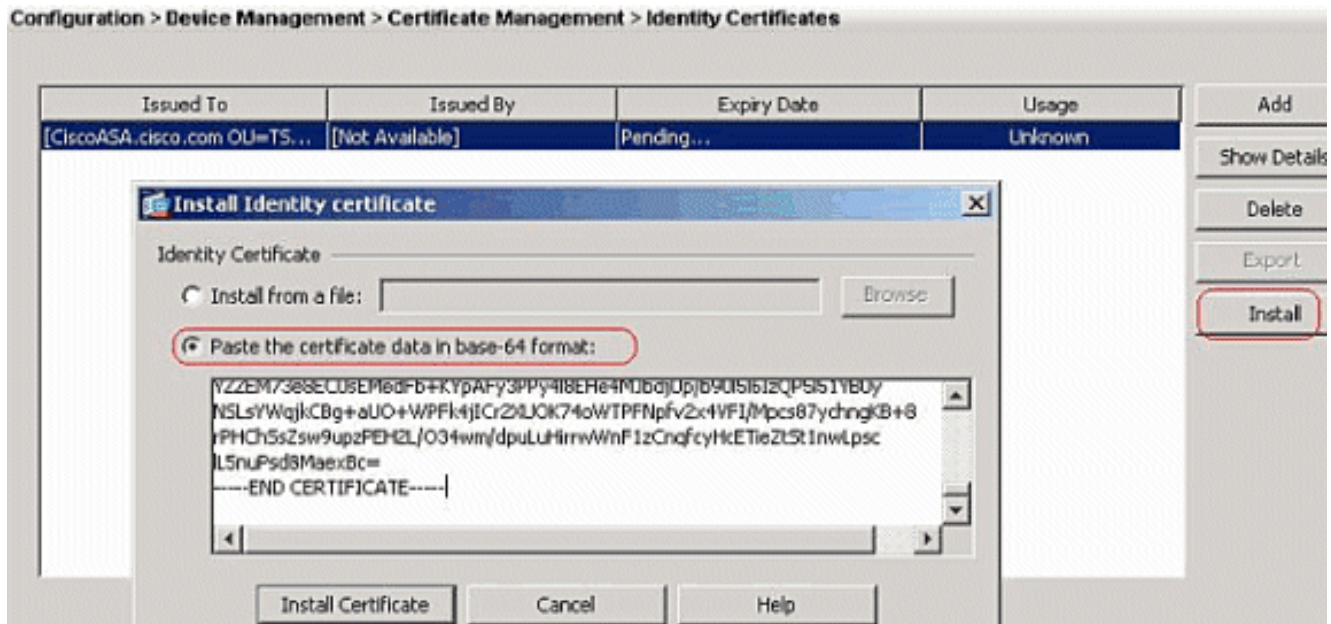 Configuration > Device Management > Certificate Management > Identity Certificates
Issued To Issued By Expiry Date Usage
[CiscoASA.cisco.com OU=TS... [Not Available] Pending... Unknown
Add
Show Details
Delete
Export
Install
Install Identity certificate
Identity Certificate
Install from a file:
Browse
Paste the certificate data in base-64 format:
-----END CERTIFICATE-----
Install Certificate Cancel Help